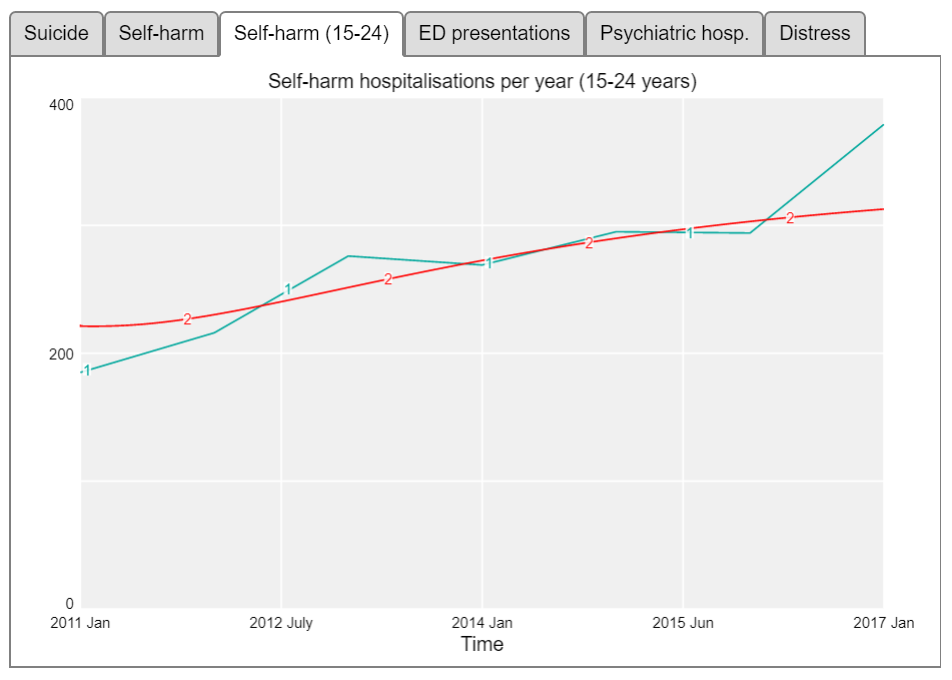 Suicide Self-harm Self-harm (15-24) ED presentations Psychiatric hosp. Distress
Self-harm hospitalisations per year (15-24 years)
400
200
0
1 1 1 1
2 2 2 2
2011 Jan 2012 July 2014 Jan 2015 Jun 2017 Jan
Time